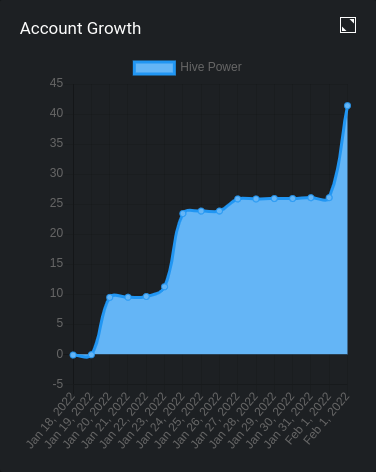 Account Growth
Hive Power
45
40
35
30
25
20
15
10
5
0
-5
Jan 18, 2022
Jan 19, 2022
Jan 20, 2022
Jan 21, 2022
Jan 22, 2022
Jan 23, 2022
Jan 24, 2022
Jan 25, 2022
Jan 26, 2022
Jan 27, 2022
Jan 28, 2022
Jan 29, 2022
Jan 30, 2022
Jan 31, 2022
Feb 1, 2022
Feb 1, 2022